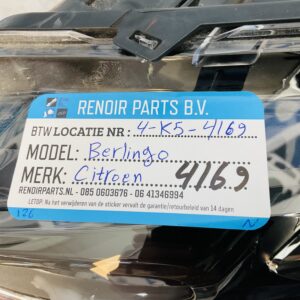 RENOIR PARTS B.V.
BTW LOCATIE NR: 4-K5-4169
MODEL: Berlingo
MERK: Citroen 4169
RENOIRPARTS.NL - 085 0603676 - 06 41346994
LETOP: Na het verwijderen van de sticker vervalt de garantie/retourbeleid van 14 dagen
126 N